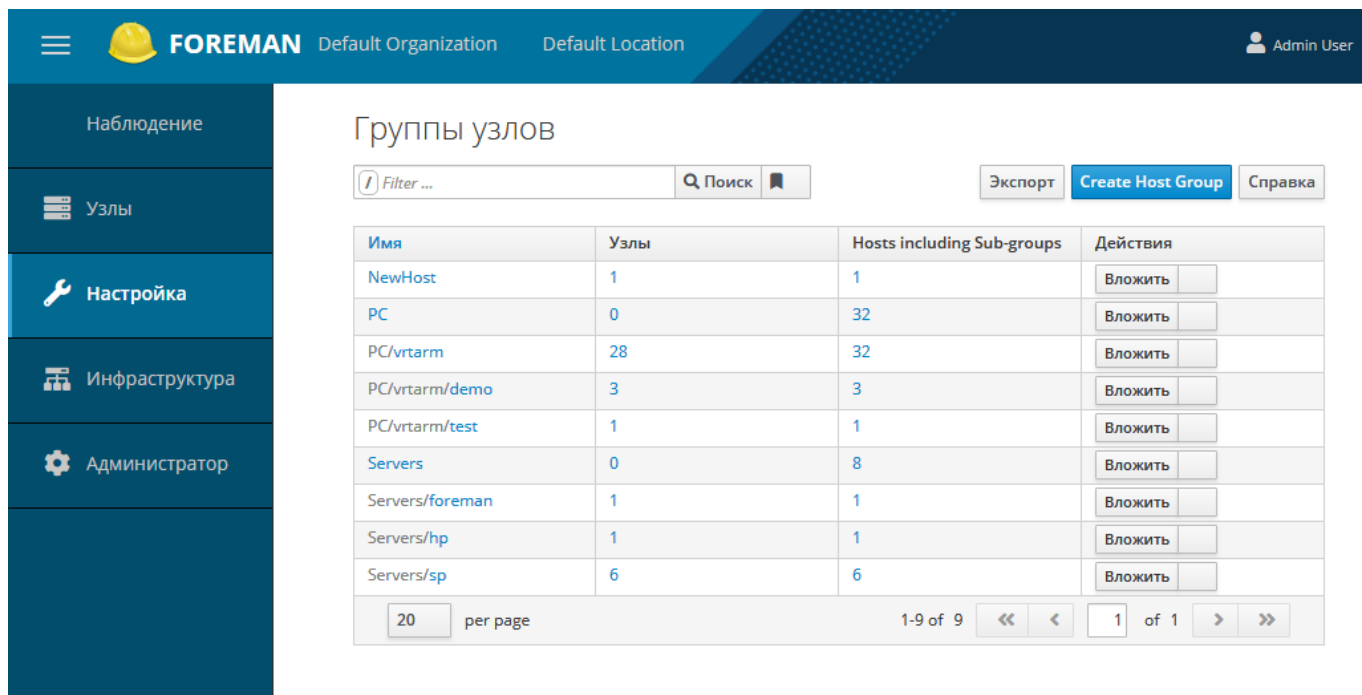 FOREMAN Default Organization Default Location Admin User
Наблюдение
Узлы
Настройка
Инфраструктура
Администратор
Группы узлов
/ Filter ... Поиск Экспорт Create Host Group Справка
Имя Узлы Hosts including Sub-groups Действия
NewHost 1 1 Вложить
PC 0 32 Вложить
PC/vrtarm 28 32 Вложить
PC/vrtarm/demo 3 3 Вложить
PC/vrtarm/test 1 1 Вложить
Servers 0 8 Вложить
Servers/foreman 1 1 Вложить
Servers/hp 1 1 Вложить
Servers/sp 6 6 Вложить
20 per page 1-9 of 9 « < 1 of 1 > »